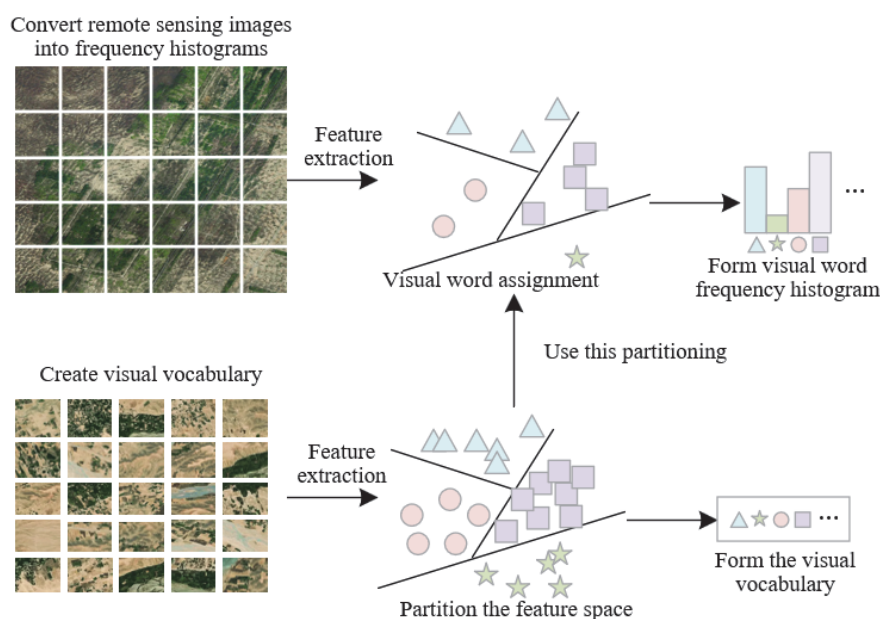 Convert remote sensing images
into frequency histograms
Feature
extraction
Visual word assignment
...
Form visual word
frequency histogram
Use this partitioning
Create visual vocabulary
Feature
extraction
Partition the feature space
...
Form the visual
vocabulary